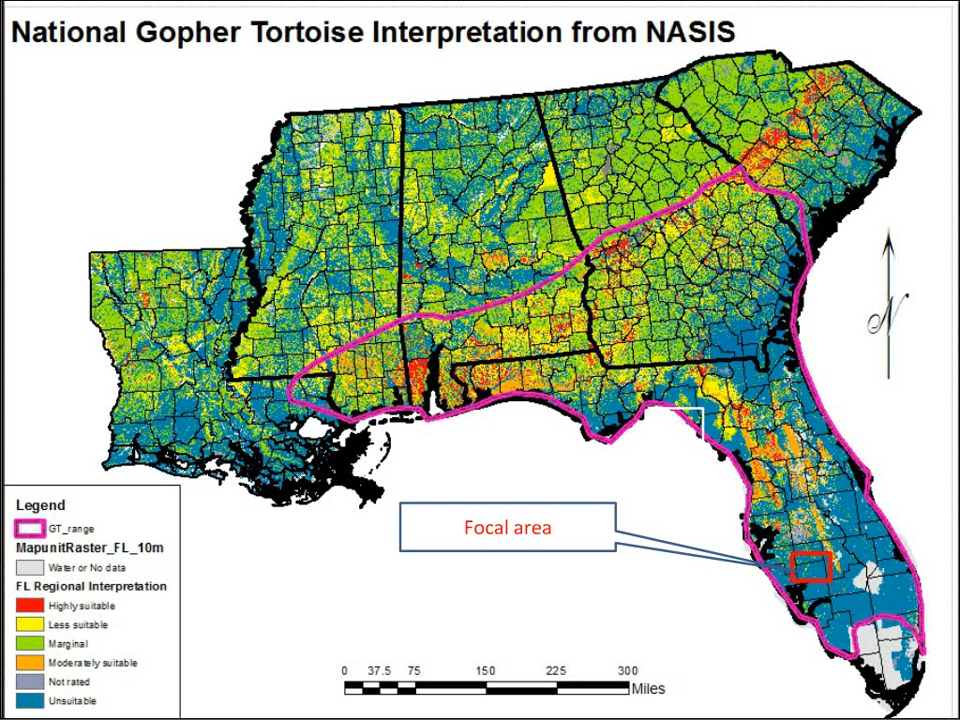 National Gopher Tortoise Interpretation from NASIS
N
Focal area
Legend
GT_range
MapunitRaster_FL_10m
Water or No data
FL Regional Interpretation
Highly suitable
Less suitable
Marginal
Moderately suitable
Not rated
Unsuitable
0 37.5 75 150 225 300
Miles